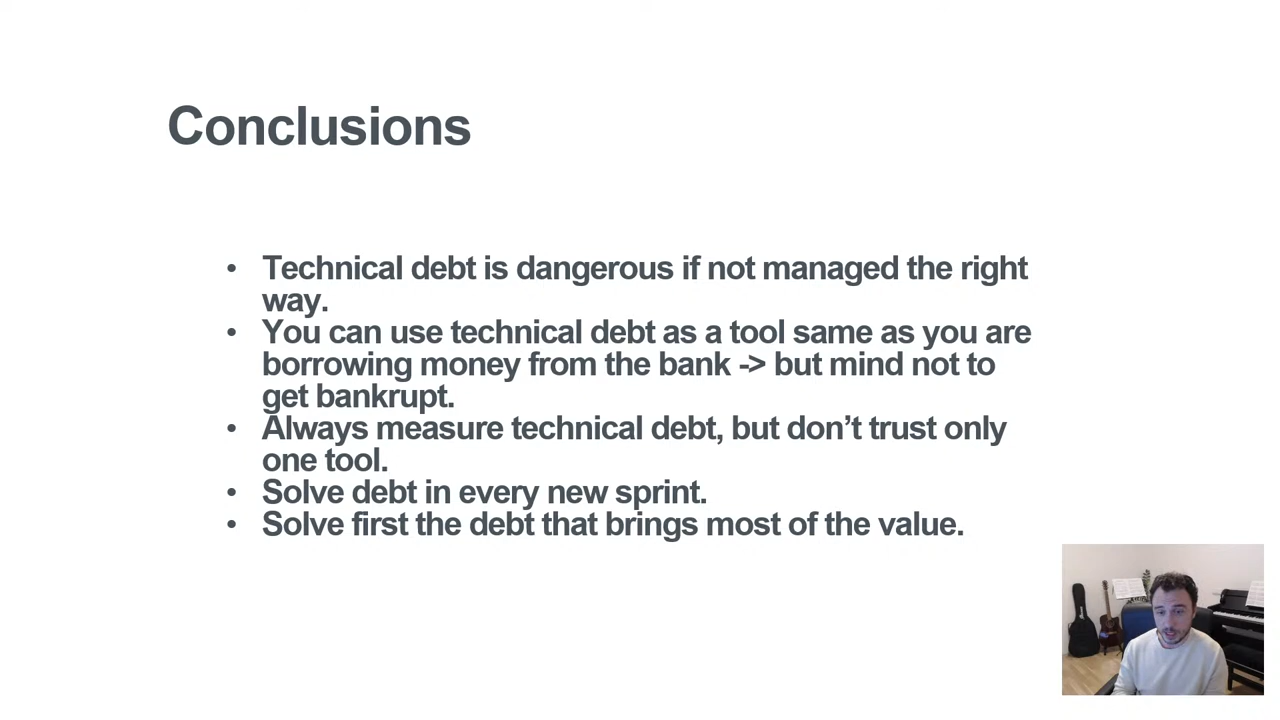 Conclusions
• Technical debt is dangerous if not managed the right
way.
• You can use technical debt as a tool same as you are
borrowing money from the bank -> but mind not to
get bankrupt.
• Always measure technical debt, but don’t trust only
one tool.
• Solve debt in every new sprint.
• Solve first the debt that brings most of the value.